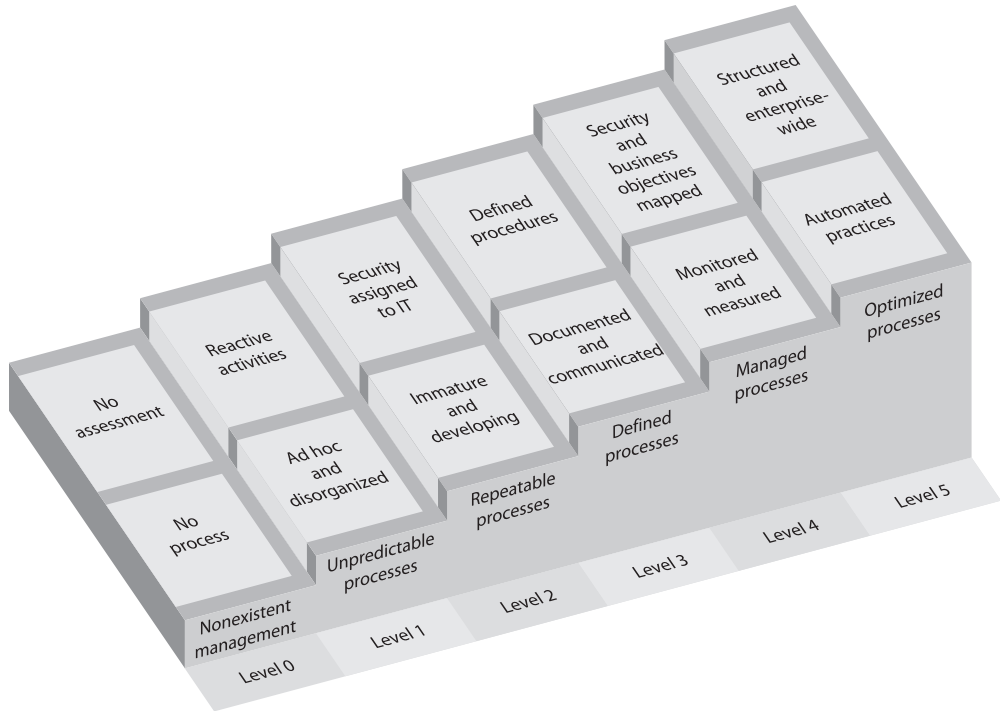 No
assessment
No
process
Nonexistent
management
Level 0
Reactive
activities
Ad hoc
and
disorganized
Unpredictable
processes
Level 1
Security
assigned
to IT
Immature
and
developing
Repeatable
processes
Level 2
Defined
procedures
Documented
and
communicated
Defined
processes
Level 3
Security
and
business
objectives
mapped
Monitored
and
measured
Managed
processes
Level 4
Structured
and
enterprise-
wide
Automated
practices
Optimized
processes
Level 5